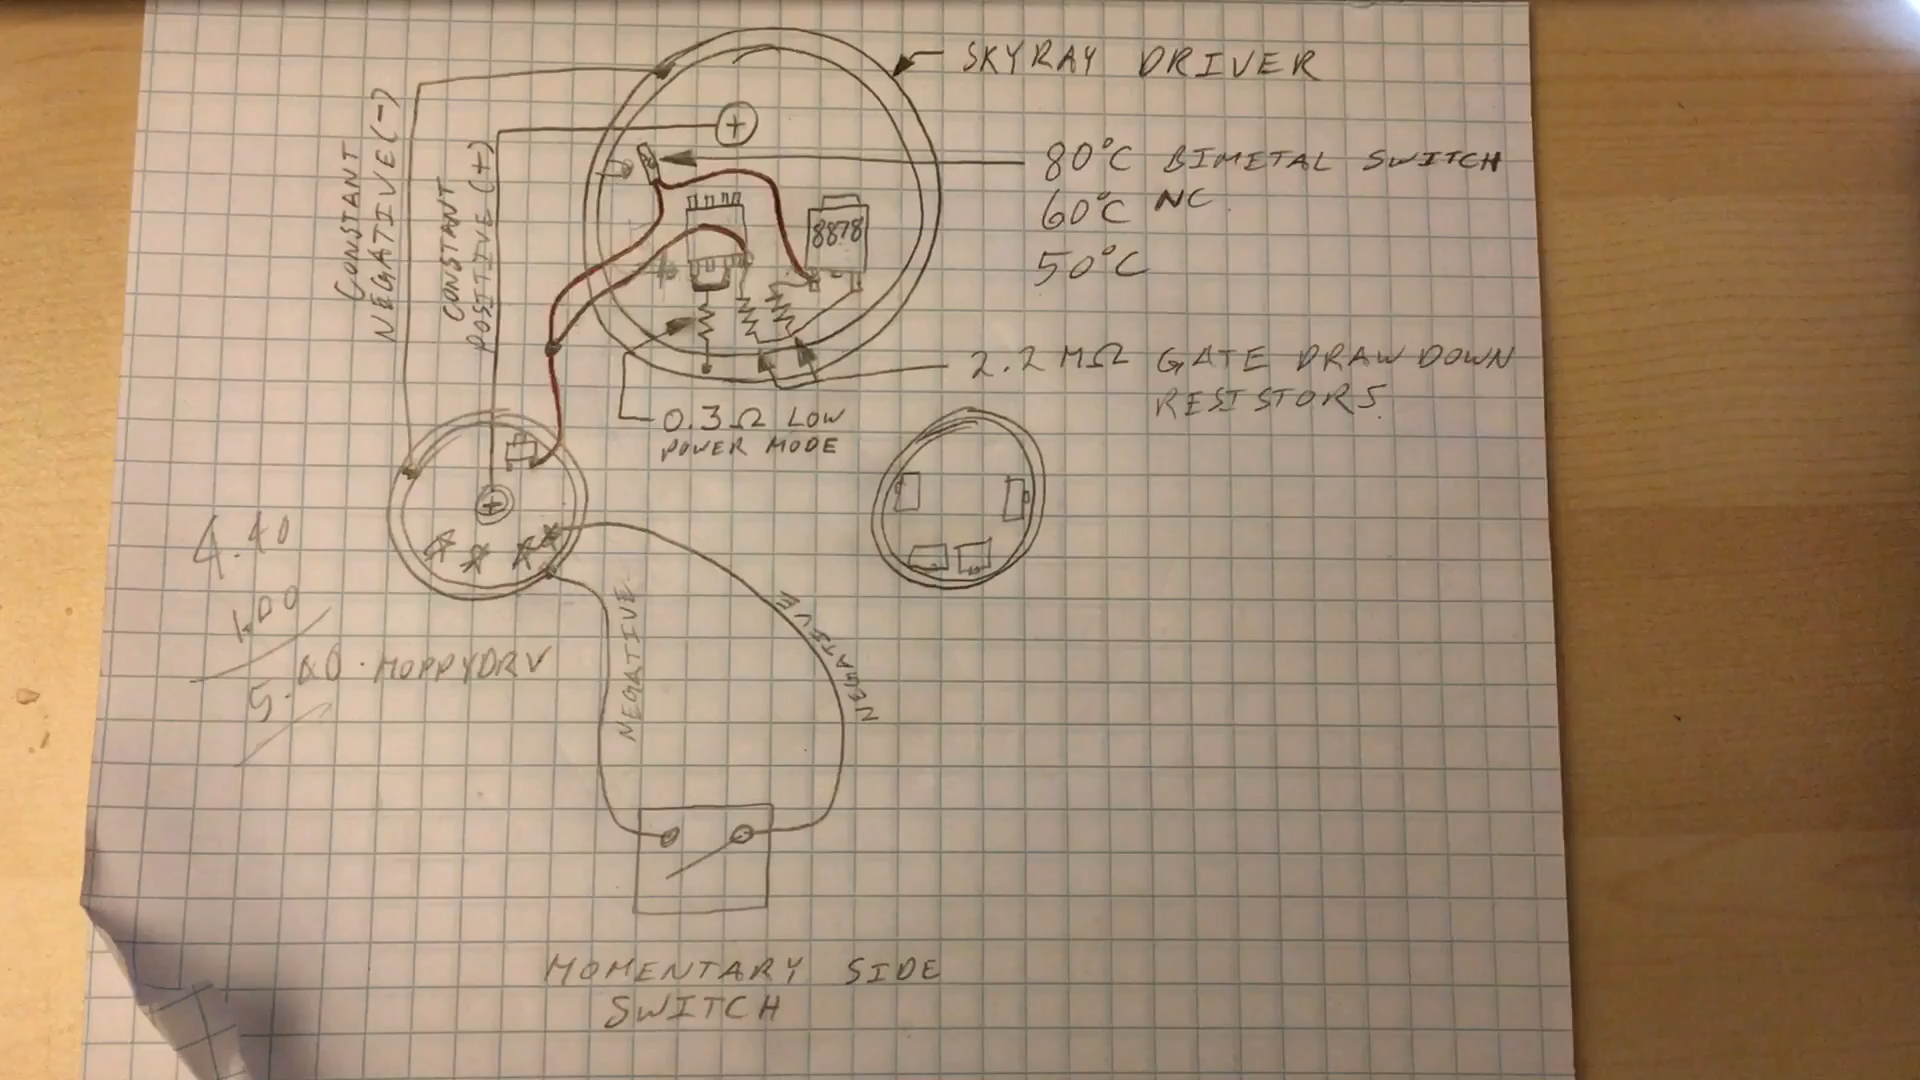 SKYRAY DRIVER
CONSTANT
NEGATIVE(-)
CONSTANT
POSITIVE(+)
+
80°C BIMETAL SWITCH
60°C NC
50°C
8878
2.2 MΩ GATE DRAW DOWN
RESISTORS
0.3Ω LOW
POWER MODE
+
4.40
1.00
5.40 · MOPPYDRV
NEGATIVE
NEGATIVE
MOMENTARY SIDE
SWITCH